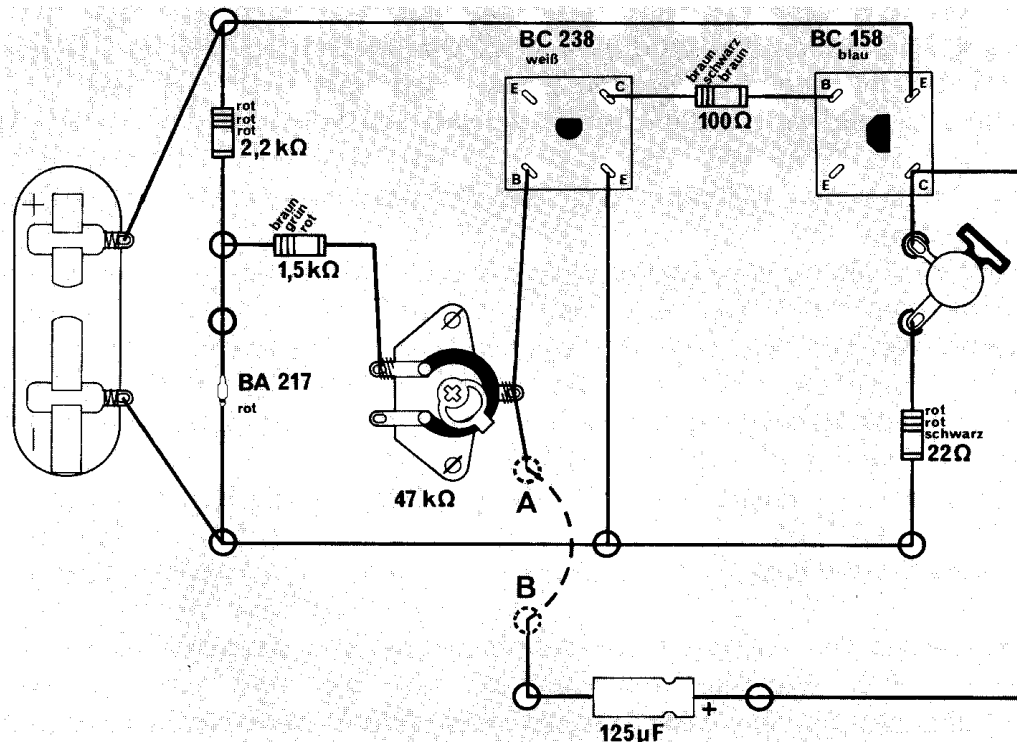 BC 238
weiß
BC 158
blau
E
C
B
E
braun
schwarz
braun
100 Ω
B
E
E
C
rot
rot
rot
2,2 kΩ
+
−
braun
grün
rot
1,5 kΩ
BA 217
rot
47 kΩ
A
B
rot
rot
schwarz
22 Ω
+
125 µF